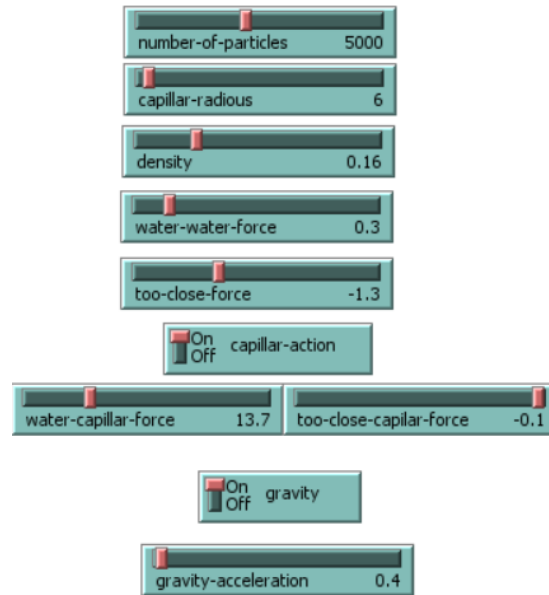 number-of-particles 5000
capillar-radious 6
density 0.16
water-water-force 0.3
too-close-force -1.3
On
Off
capillar-action
water-capillar-force 13.7 too-close-capilar-force -0.1
On
Off
gravity
gravity-acceleration 0.4